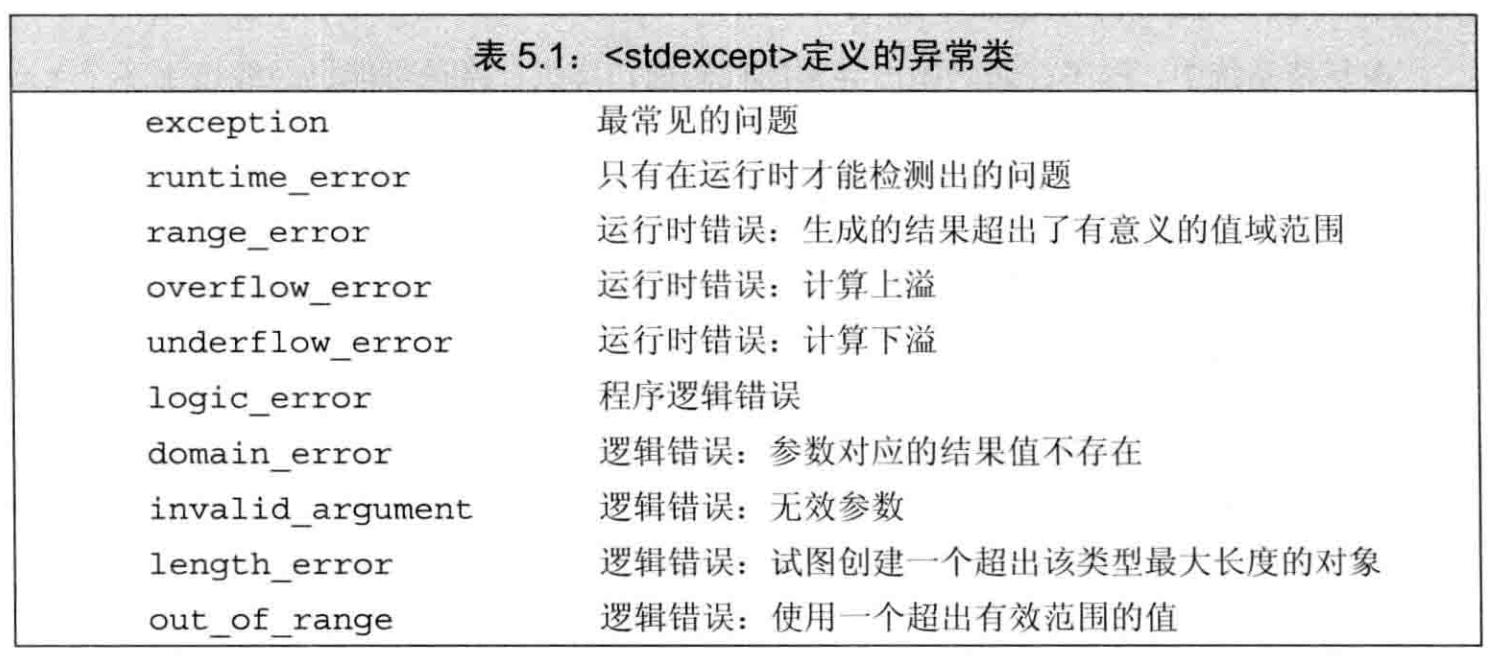 表 5.1：<stdexcept>定义的异常类
exception 最常见的问题
runtime_error 只有在运行时才能检测出的问题
range_error 运行时错误：生成的结果超出了有意义的值域范围
overflow_error 运行时错误：计算上溢
underflow_error 运行时错误：计算下溢
logic_error 程序逻辑错误
domain_error 逻辑错误：参数对应的结果值不存在
invalid_argument 逻辑错误：无效参数
length_error 逻辑错误：试图创建一个超出该类型最大长度的对象
out_of_range 逻辑错误：使用一个超出有效范围的值